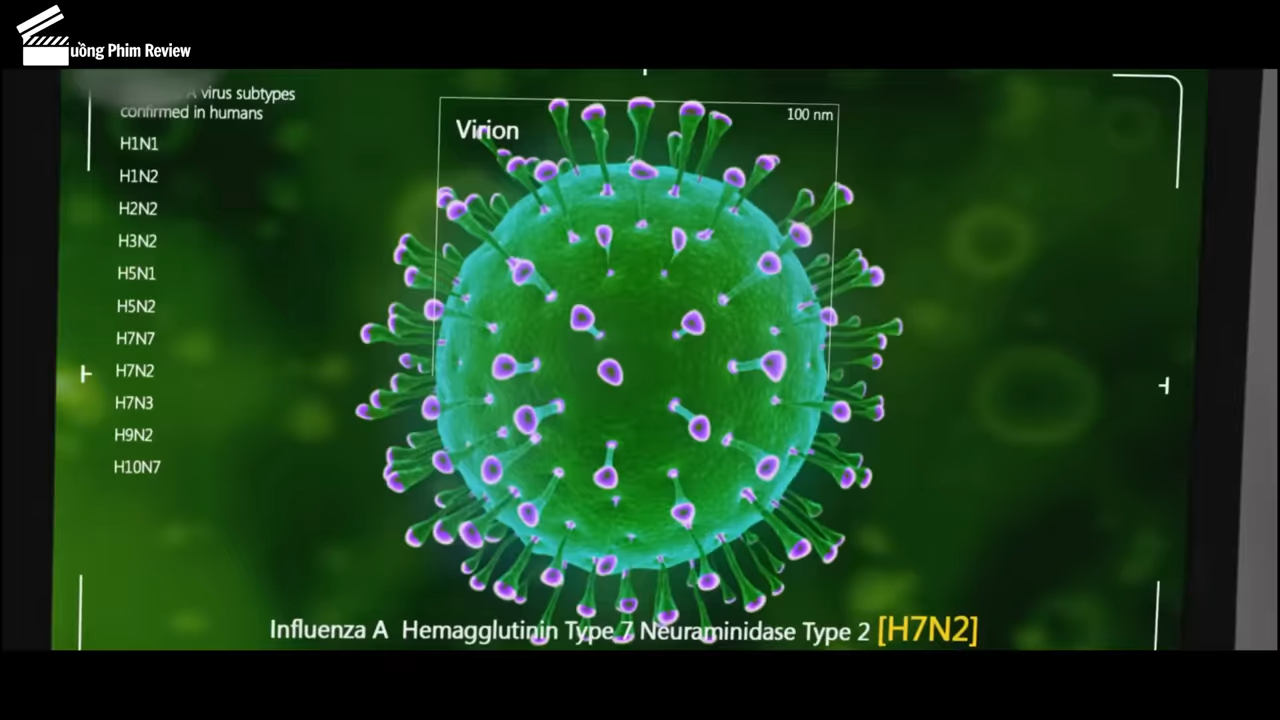 uồng Phim Review
A virus subtypes
confirmed in humans
H1N1
H1N2
H2N2
H3N2
H5N1
H5N2
H7N7
H7N2
H7N3
H9N2
H10N7
Virion
100 nm
Influenza A Hemagglutinin Type 7 Neuraminidase Type 2 [H7N2]